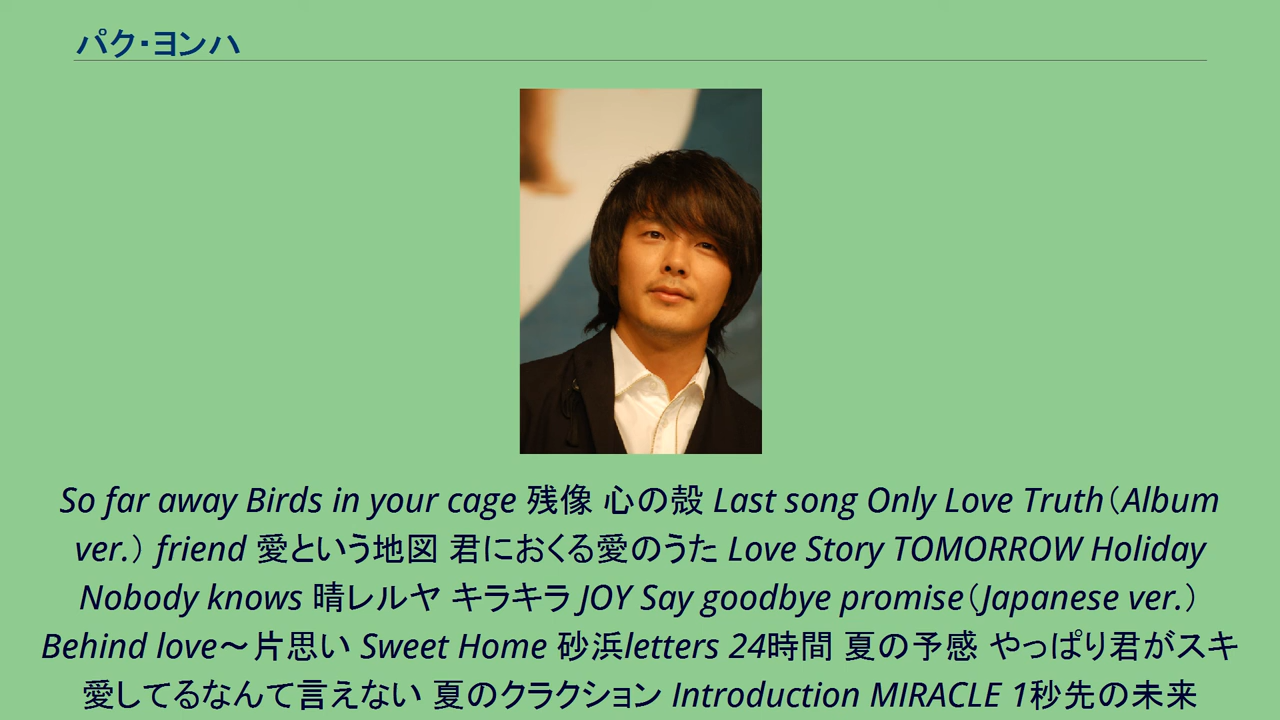 パク・ヨンハ
So far away Birds in your cage 残像 心の殻 Last song Only Love Truth（Album
ver.）friend 愛という地図 君におくる愛のうた Love Story TOMORROW Holiday
Nobody knows 晴レルヤ キラキラ JOY Say goodbye promise（Japanese ver.）
Behind love〜片思い Sweet Home 砂浜letters 24時間 夏の予感 やっぱり君がスキ
愛してるなんて言えない 夏のクラクション Introduction MIRACLE 1秒先の未来